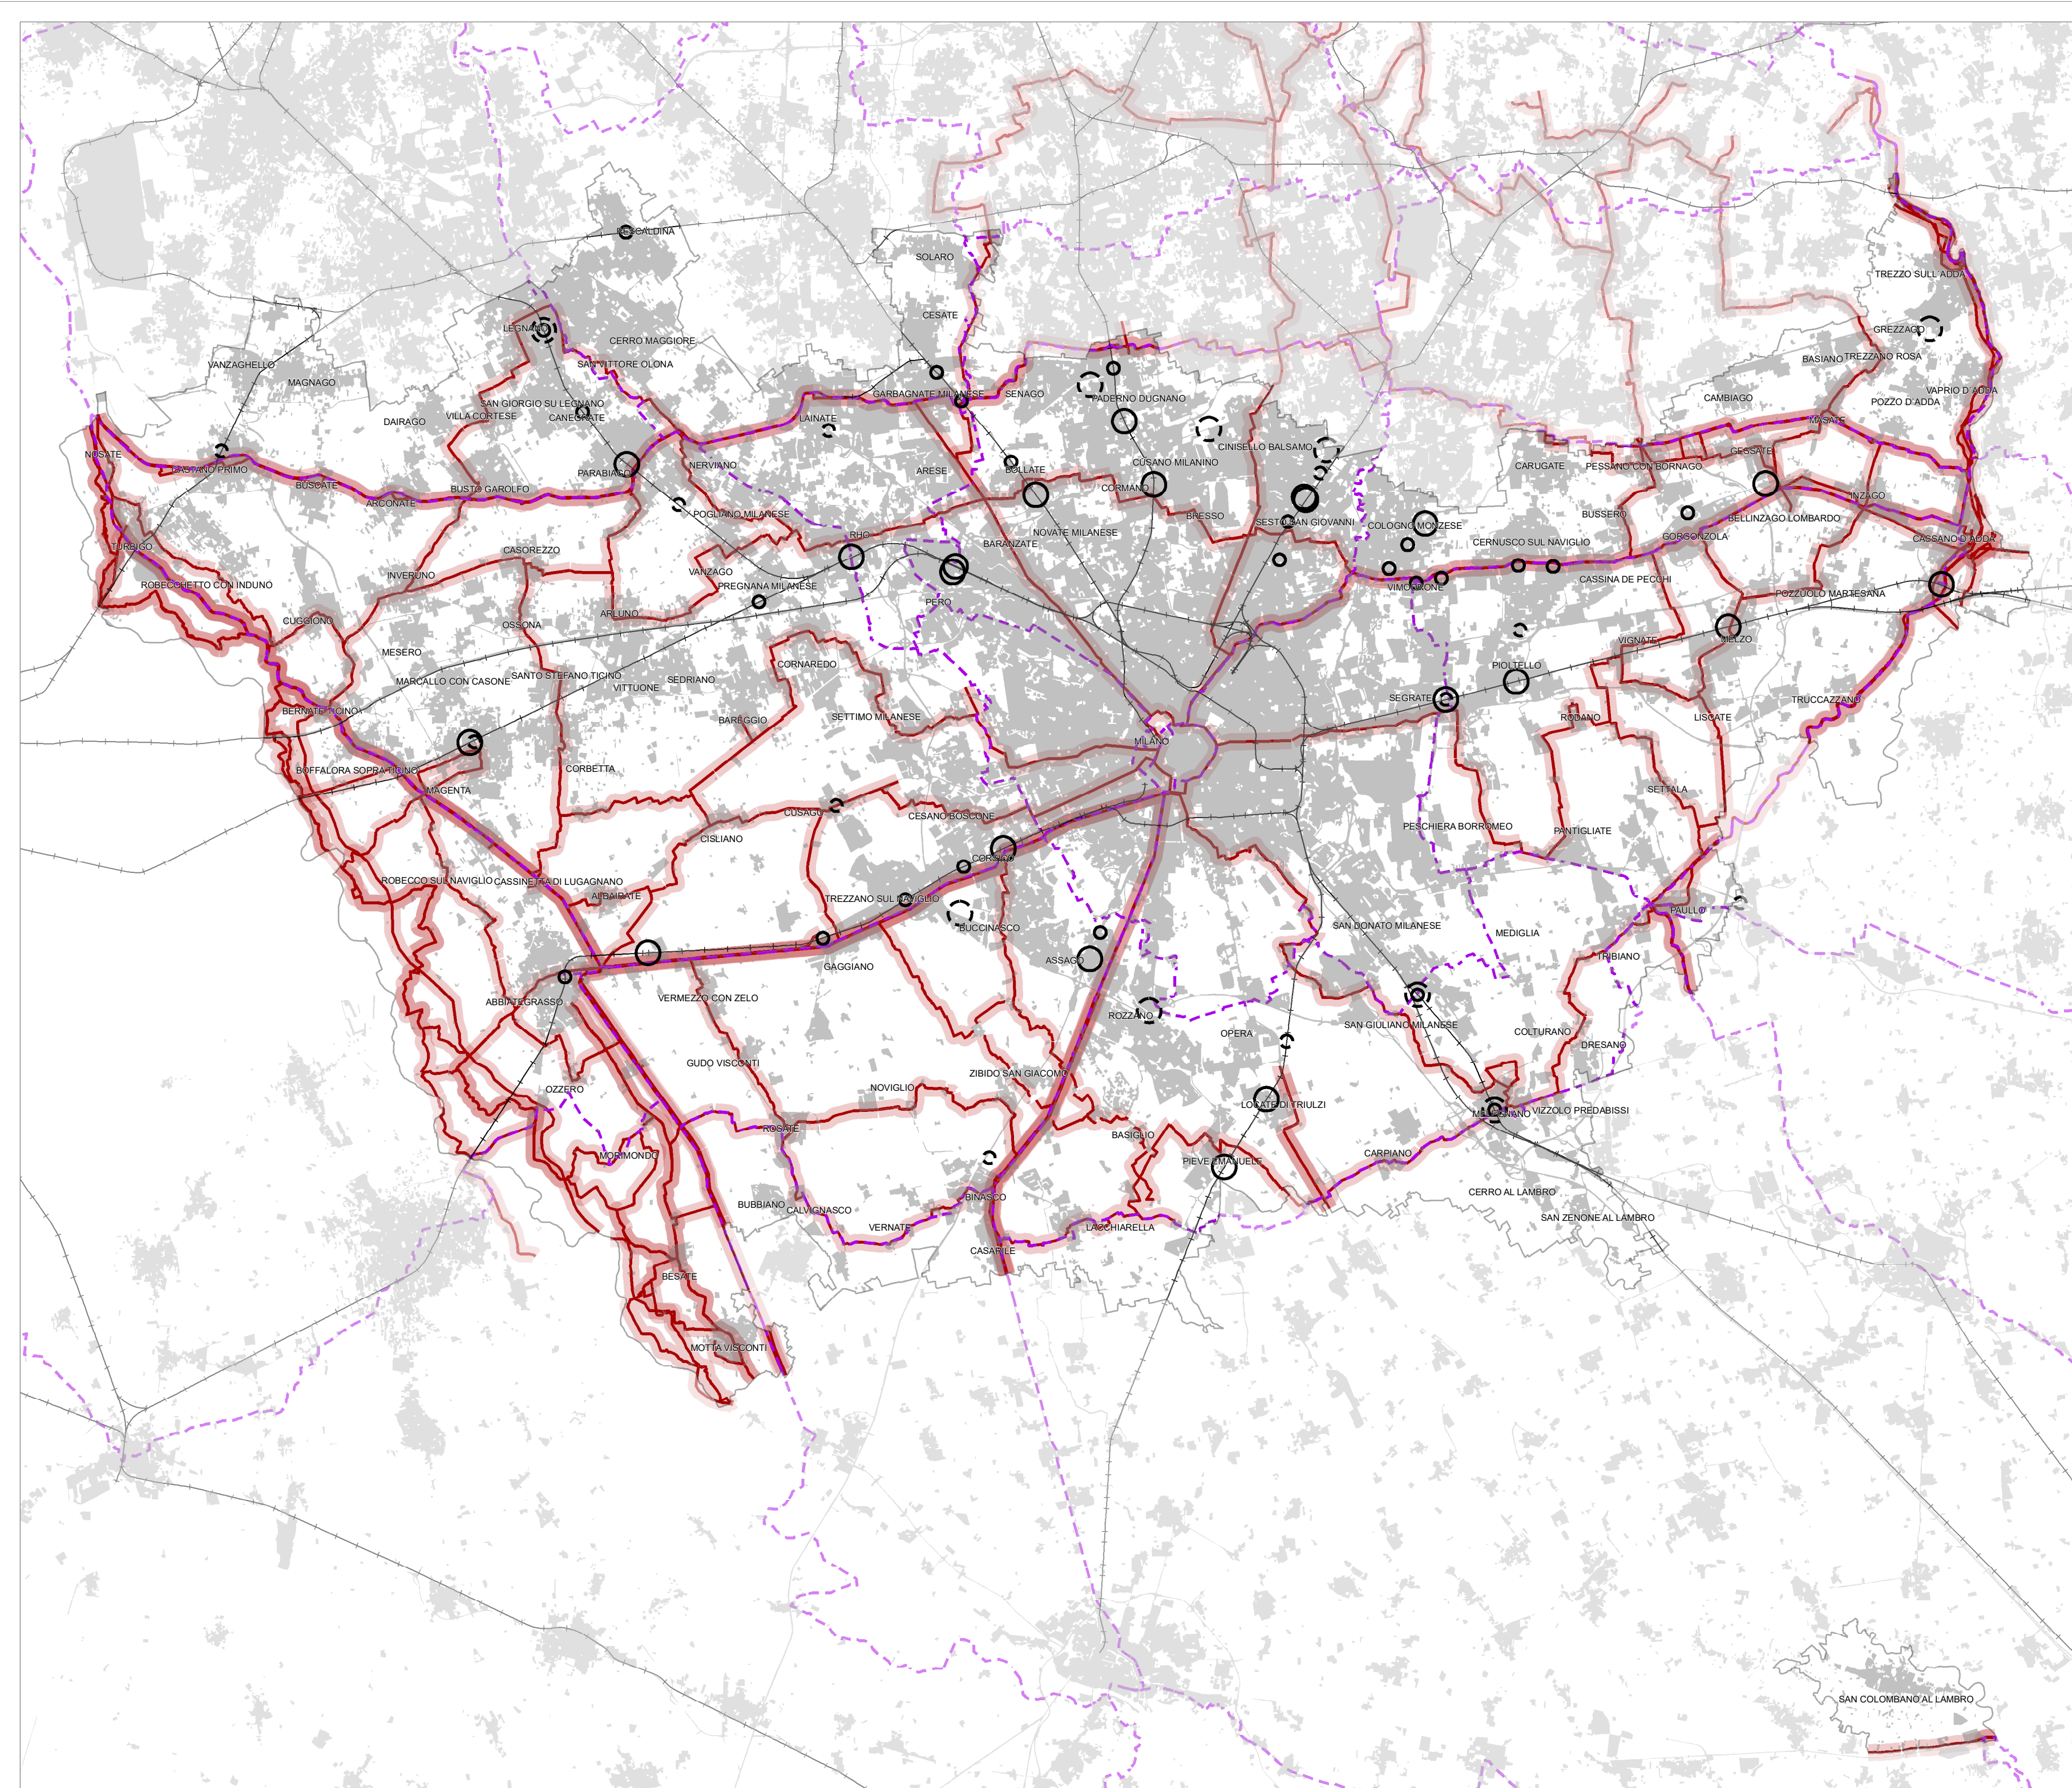 RESCALDINA
SOLARO
TREZZO SULL'ADDA
CESATE
LEGNANO
GREZZAGO
CERRO MAGGIORE
BASIANO
TREZZANO ROSA
VANZAGHELLO
SAN VITTORE OLONA
MAGNAGO
GARBAGNATE MILANESE
SENAGO
PADERNO DUGNANO
CAMBIAGO
VAPRIO D'ADDA
POZZO D'ADDA
SAN GIORGIO SU LEGNANO
VILLA CORTESE
CANEGRATE
DAIRAGO
LAINATE
MASATE
CINISELLO BALSAMO
NOSATE
CASTANO PRIMO
PARABIAGO
NERVIANO
ARESE
BOLLATE
CUSANO MILANINO
CARUGATE
PESSANO CON BORNAGO
GESSATE
BUSCATE
BUSTO GAROLFO
ARCONATE
CORMANO
INZAGO
POGLIANO MILANESE
BRESSO
SESTO SAN GIOVANNI
COLOGNO MONZESE
BUSSERO
BELLINZAGO LOMBARDO
RHO
NOVATE MILANESE
BARANZATE
CERNUSCO SUL NAVIGLIO
GORGONZOLA
CASSANO D'ADDA
TURBIGO
CASOREZZO
ROBECCHETTO CON INDUNO
INVERUNO
VANZAGO
PREGNANA MILANESE
VIMODRONE
CASSINA DE PECCHI
POZZUOLO MARTESANA
PERO
ARLUNO
CUGGIONO
OSSONA
VIGNATE
MELZO
MESERO
CORNAREDO
PIOLTELLO
MARCALLO CON CASONE
SANTO STEFANO TICINO
VITTUONE
SEDRIANO
SEGRATE
TRUCCAZZANO
BERNATE TICINO
BAREGGIO
SETTIMO MILANESE
RODANO
LISCATE
MILANO
BOFFALORA SOPRA TICINO
CORBETTA
MAGENTA
SETTALA
CUSAGO
CESANO BOSCONE
PESCHIERA BORROMEO
PANTIGLIATE
CISLIANO
CORSICO
ROBECCO SUL NAVIGLIO
CASSINETTA DI LUGAGNANO
ALBAIRATE
TREZZANO SUL NAVIGLIO
PAULLO
BUCCINASCO
SAN DONATO MILANESE
MEDIGLIA
TRIBIANO
ASSAGO
GAGGIANO
ABBIATEGRASSO
VERMEZZO CON ZELO
ROZZANO
SAN GIULIANO MILANESE
OPERA
COLTURANO
DRESANO
GUDO VISCONTI
ZIBIDO SAN GIACOMO
OZZERO
NOVIGLIO
LOCATE DI TRIULZI
MELEGNANO
VIZZOLO PREDABISSI
ROSATE
BASIGLIO
MORIMONDO
CARPIANO
PIEVE EMANUELE
CERRO AL LAMBRO
BINASCO
BUBBIANO
CALVIGNASCO
SAN ZENONE AL LAMBRO
VERNATE
LACCHIARELLA
CASARILE
BESATE
MOTTA VISCONTI
SAN COLOMBANO AL LAMBRO